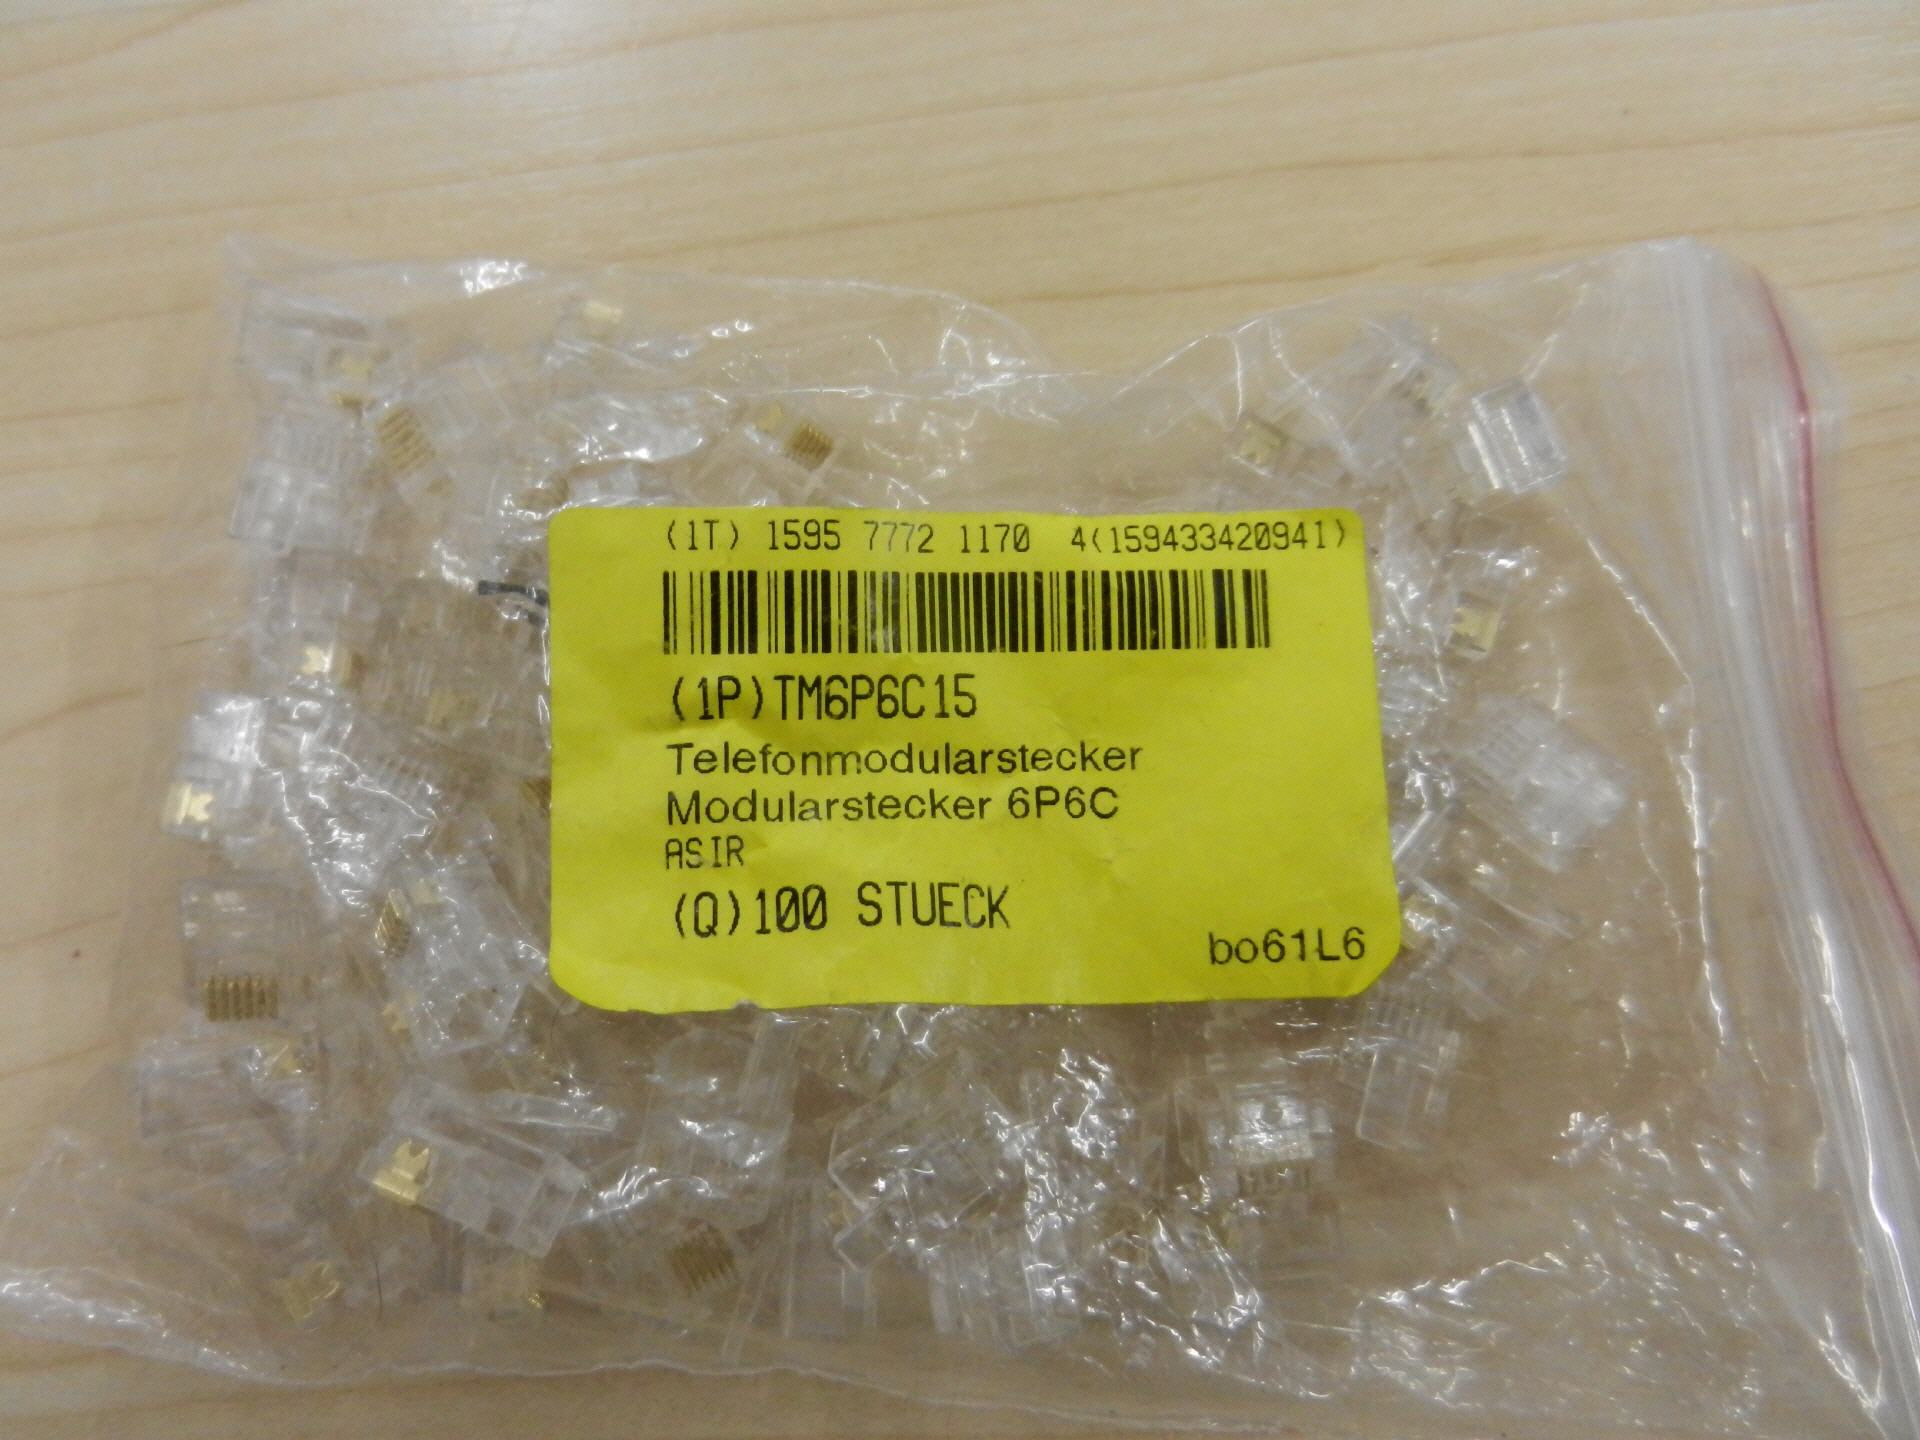 (1T) 1595 7772 1170 4(159433420941)
(1P)TM6P6C15
Telefonmodularstecker
Modularstecker 6P6C
ASIR
(Q)100 STUECK
bo61L6